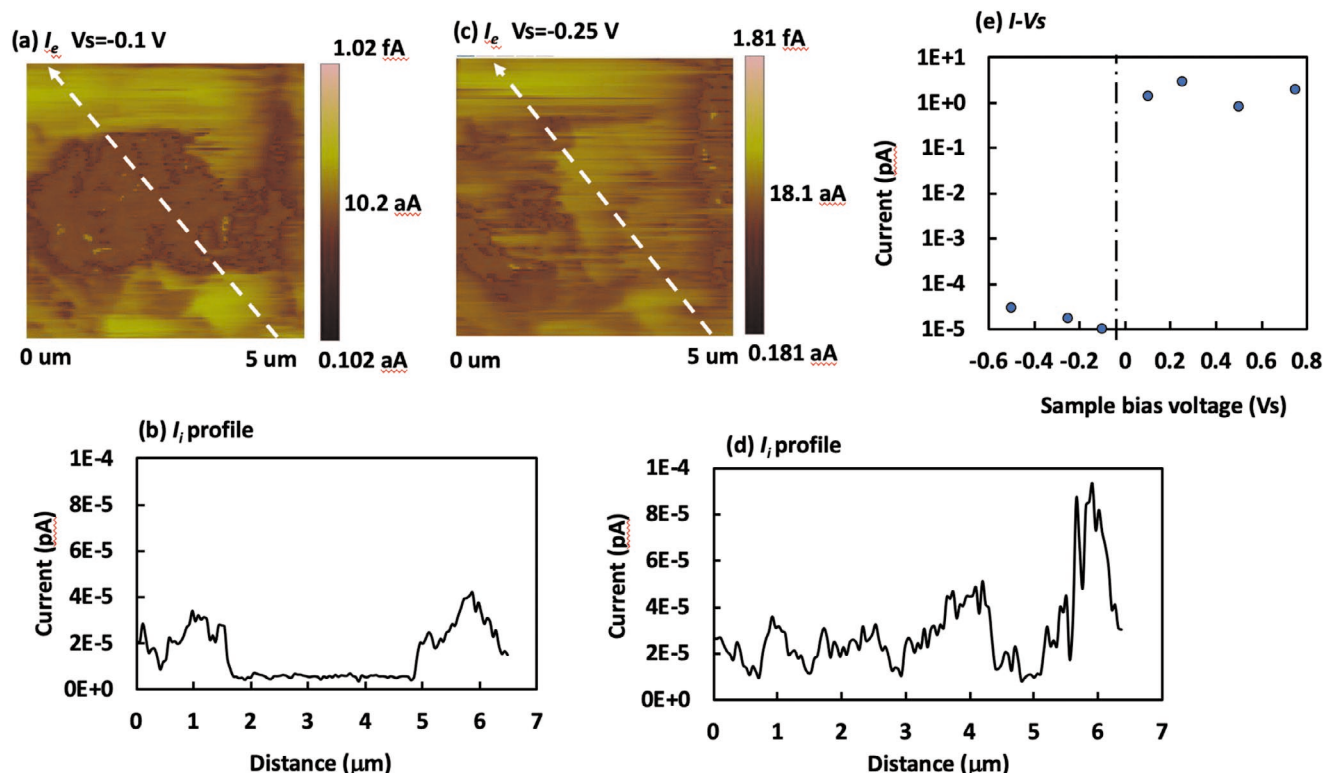 (a) Ie Vs=-0.1 V
1.02 fA
10.2 aA
0.102 aA
0 um
5 um
(c) Ie Vs=-0.25 V
1.81 fA
18.1 aA
0.181 aA
0 um
5 um
(e) I-Vs
Current (pA)
1E+1
1E+0
1E-1
1E-2
1E-3
1E-4
1E-5
-0.6 -0.4 -0.2 0 0.2 0.4 0.6 0.8
Sample bias voltage (Vs)
(b) Ii profile
Current (pA)
1E-4
8E-5
6E-5
4E-5
2E-5
0E+0
0 1 2 3 4 5 6 7
Distance (μm)
(d) Ii profile
Current (pA)
1E-4
8E-5
6E-5
4E-5
2E-5
0E+0
0 1 2 3 4 5 6 7
Distance (μm)